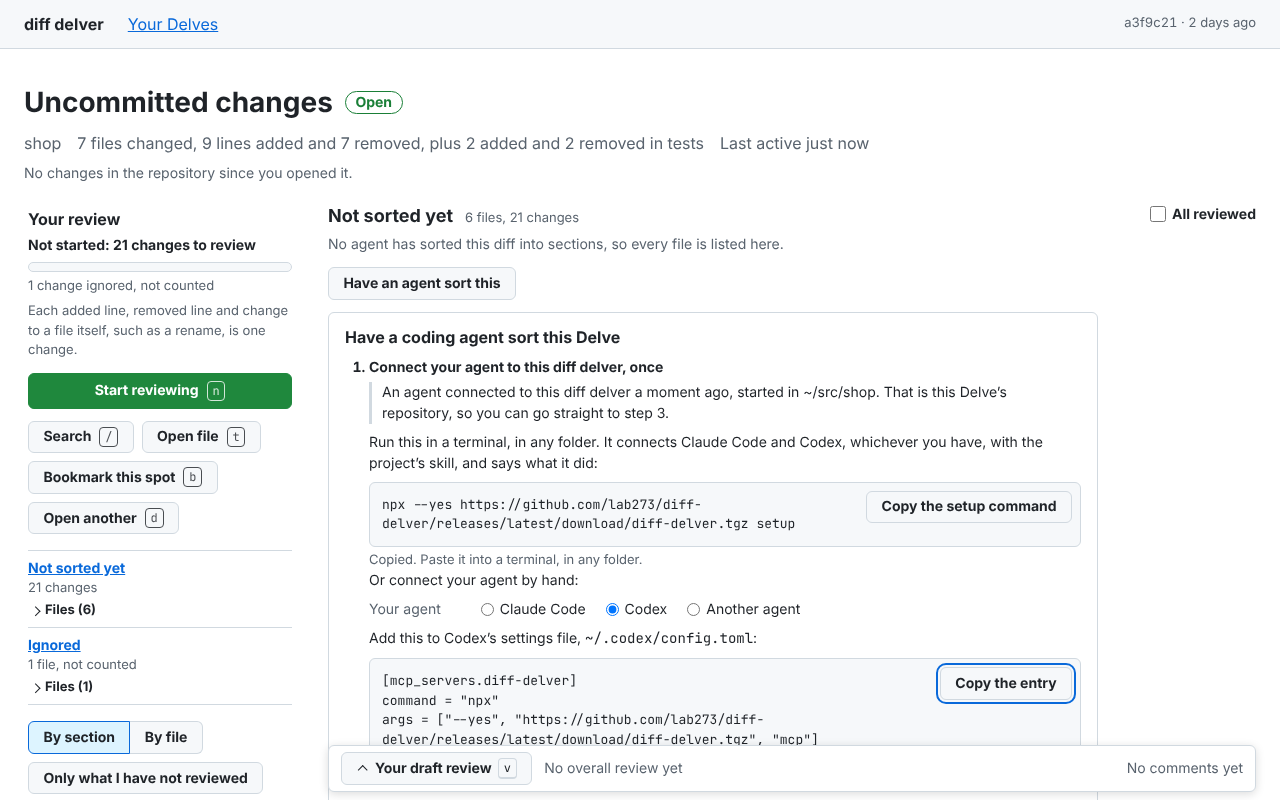 diff delver Your Delves a3f9c21 · 2 days ago
Uncommitted changes Open
shop 7 files changed, 9 lines added and 7 removed, plus 2 added and 2 removed in tests Last active just now
No changes in the repository since you opened it.
Your review
Not started: 21 changes to review
1 change ignored, not counted
Each added line, removed line and change
to a file itself, such as a rename, is one
change.
Start reviewing n
Search / Open file t
Bookmark this spot b
Open another d
Not sorted yet
21 changes
Files (6)
Ignored
1 file, not counted
Files (1)
By section By file
Only what I have not reviewed
Not sorted yet 6 files, 21 changes All reviewed
No agent has sorted this diff into sections, so every file is listed here.
Have an agent sort this
Have a coding agent sort this Delve
1. Connect your agent to this diff delver, once
An agent connected to this diff delver a moment ago, started in ~/src/shop. That is this Delve’s
repository, so you can go straight to step 3.
Run this in a terminal, in any folder. It connects Claude Code and Codex, whichever you have, with the
project’s skill, and says what it did:
npx --yes https://github.com/lab273/diff-
delver/releases/latest/download/diff-delver.tgz setup
Copy the setup command
Copied. Paste it into a terminal, in any folder.
Or connect your agent by hand:
Your agent Claude Code Codex Another agent
Add this to Codex’s settings file, ~/.codex/config.toml:
[mcp_servers.diff-delver]
command = "npx"
args = ["--yes", "https://github.com/lab273/diff-
delver/releases/latest/download/diff-delver.tgz", "mcp"]
Copy the entry
Your draft review v No overall review yet No comments yet